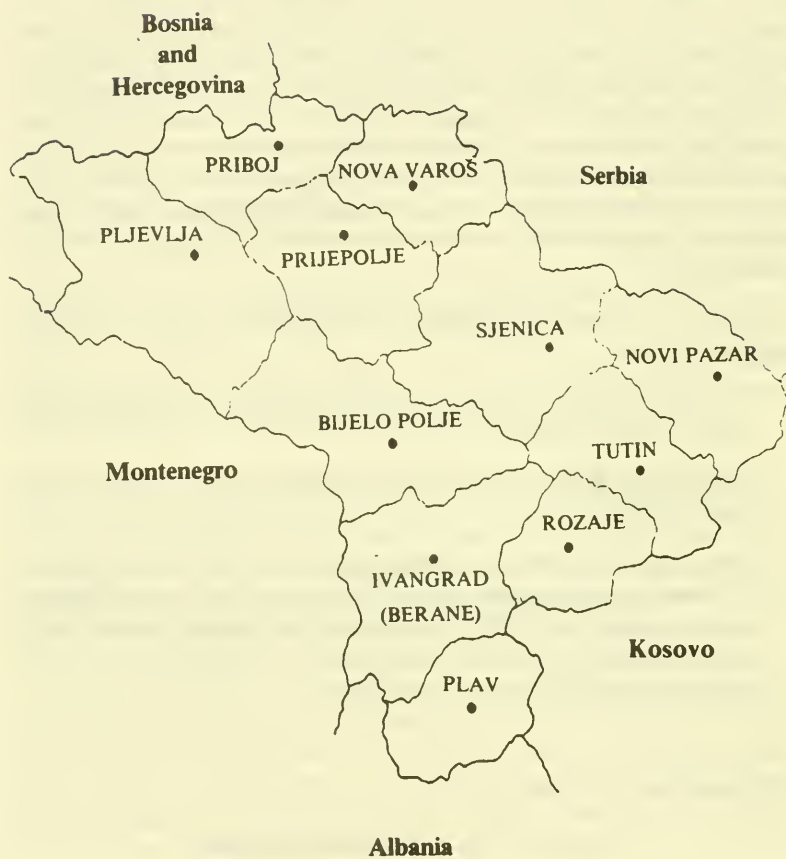 Bosnia
and
Hercegovina
PRIBOJ
NOVA VAROŠ
Serbia
PLJEVLJA
PRIJEPOLJE
SJENICA
NOVI PAZAR
BIJELO POLJE
TUTIN
Montenegro
ROZAJE
IVANGRAD
(BERANE)
Kosovo
PLAV
Albania